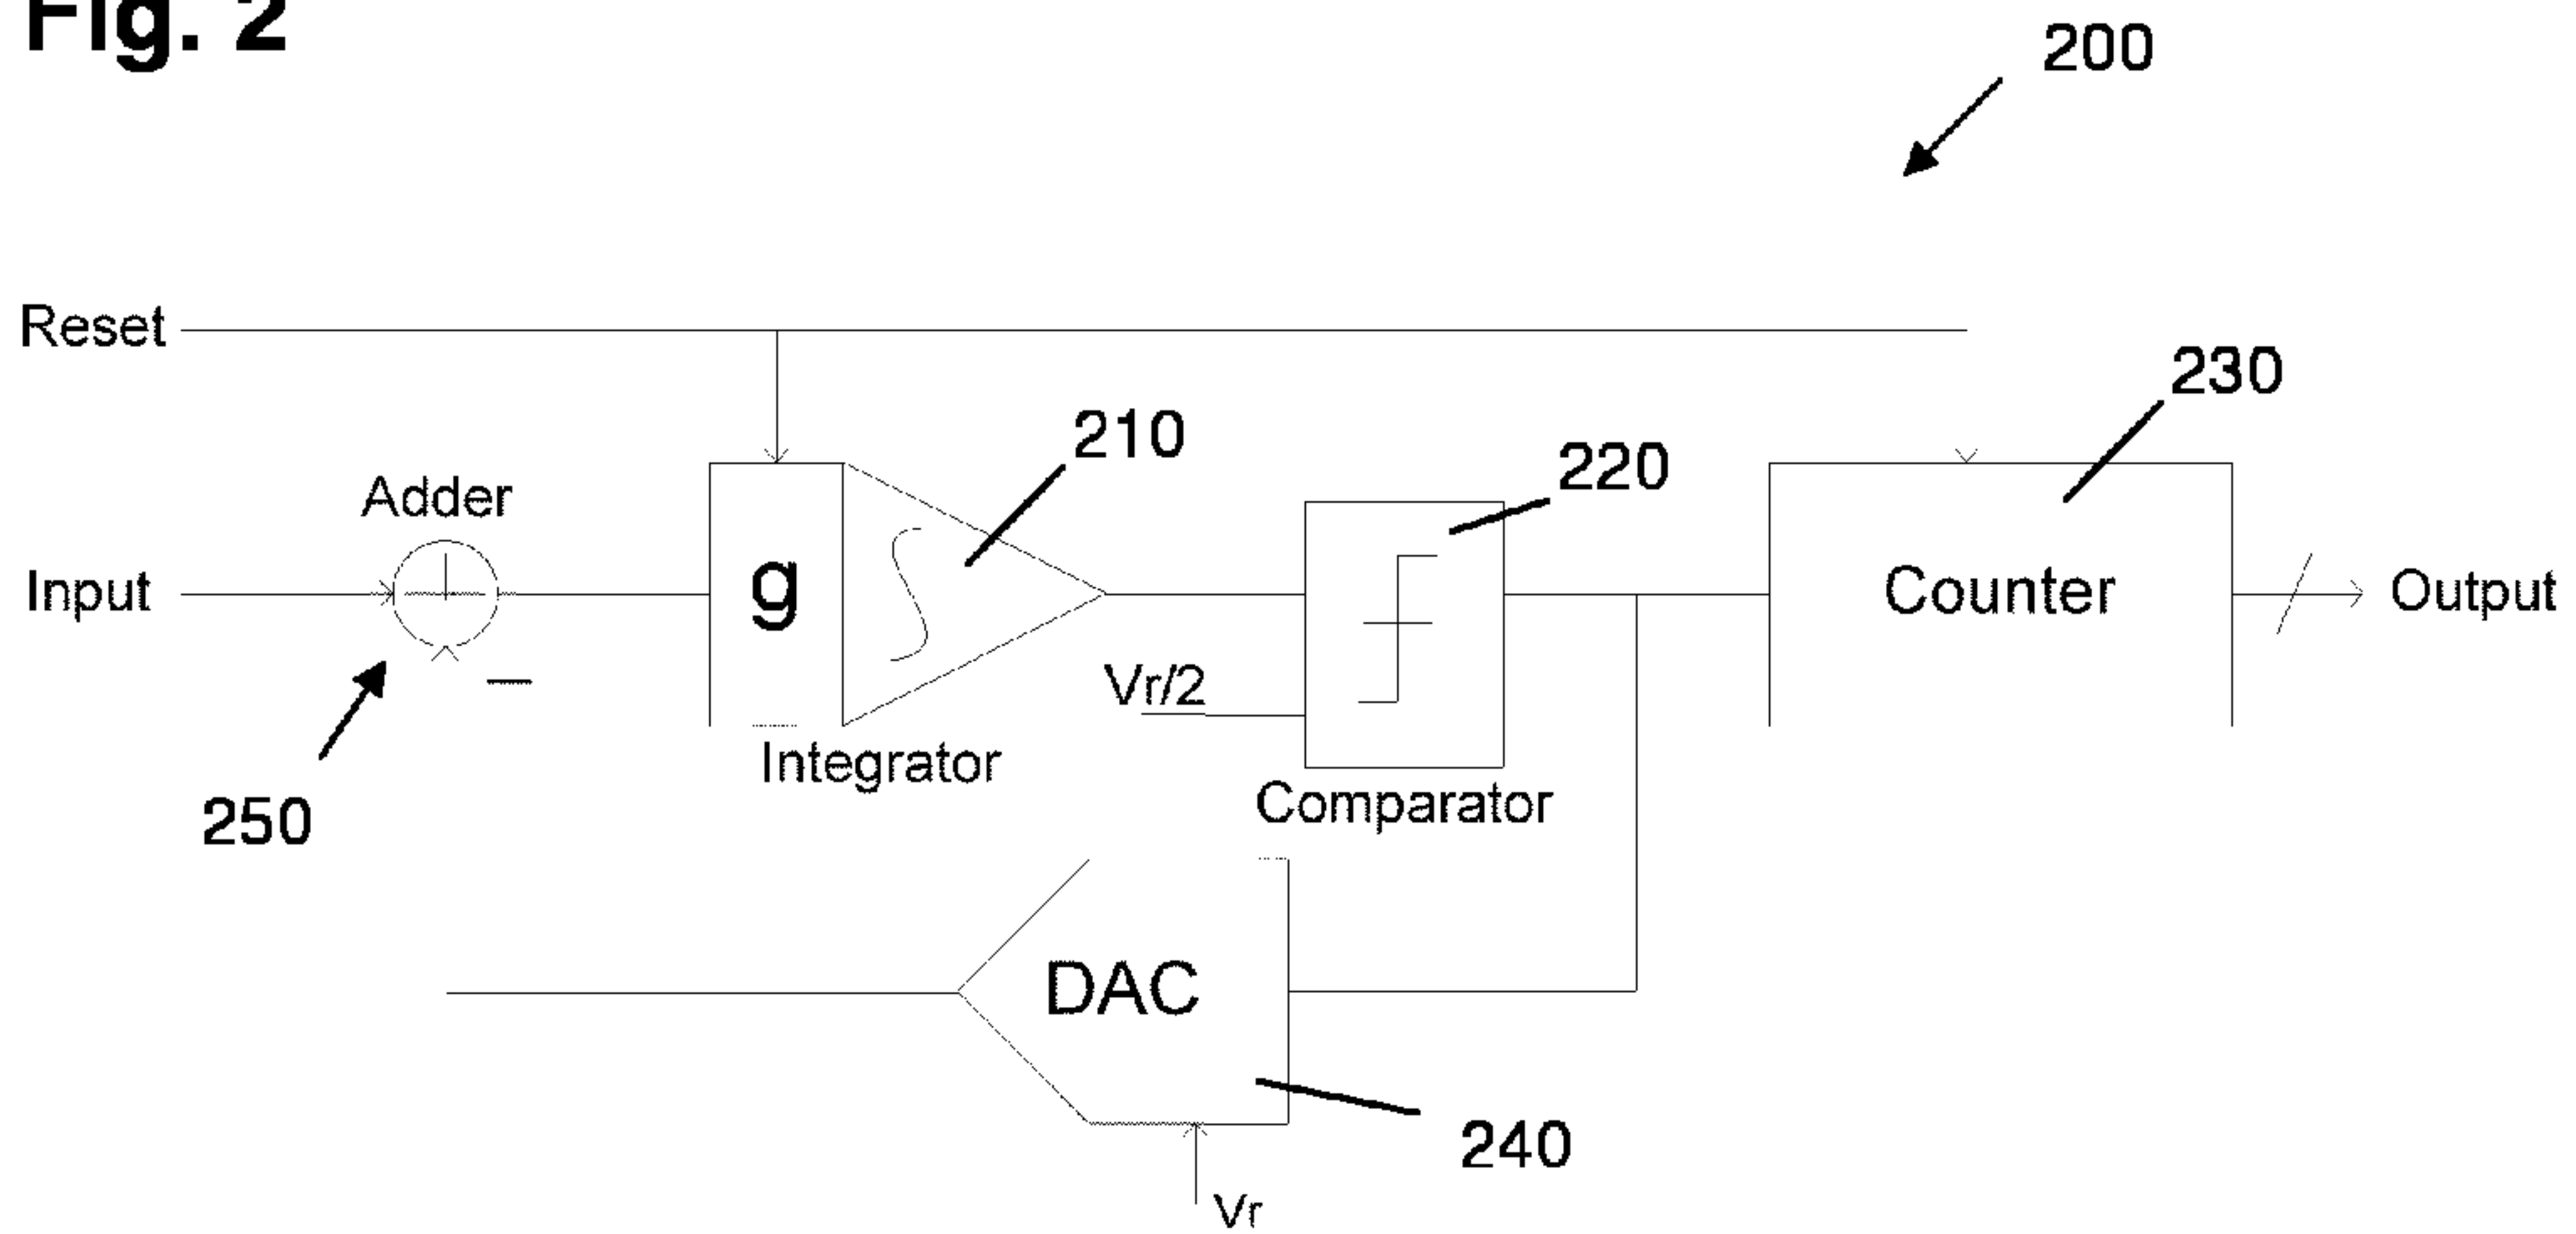 Fig. 2
200
Reset
230
210
220
Adder
Input
g
Counter
Output
Vr/2
Integrator
250
Comparator
DAC
240
Vr